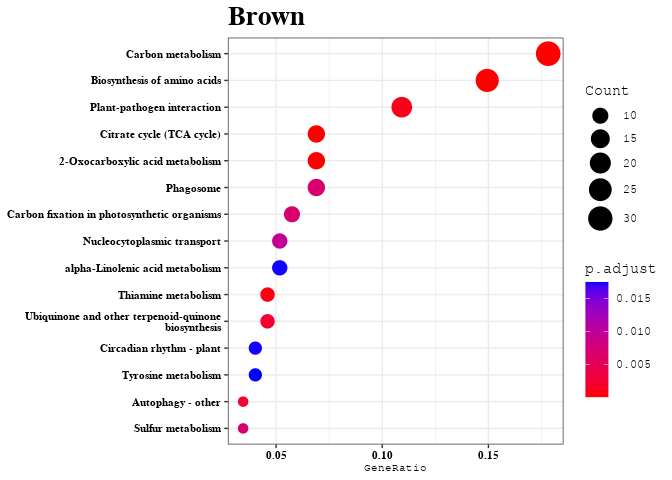 Brown
Carbon metabolism
Biosynthesis of amino acids
Plant-pathogen interaction
Citrate cycle (TCA cycle)
2-Oxocarboxylic acid metabolism
Phagosome
Carbon fixation in photosynthetic organisms
Nucleocytoplasmic transport
alpha-Linolenic acid metabolism
Thiamine metabolism
Ubiquinone and other terpenoid-quinone
biosynthesis
Circadian rhythm - plant
Tyrosine metabolism
Autophagy - other
Sulfur metabolism
0.05 0.10 0.15
GeneRatio
Count
10
15
20
25
30
p.adjust
0.015
0.010
0.005